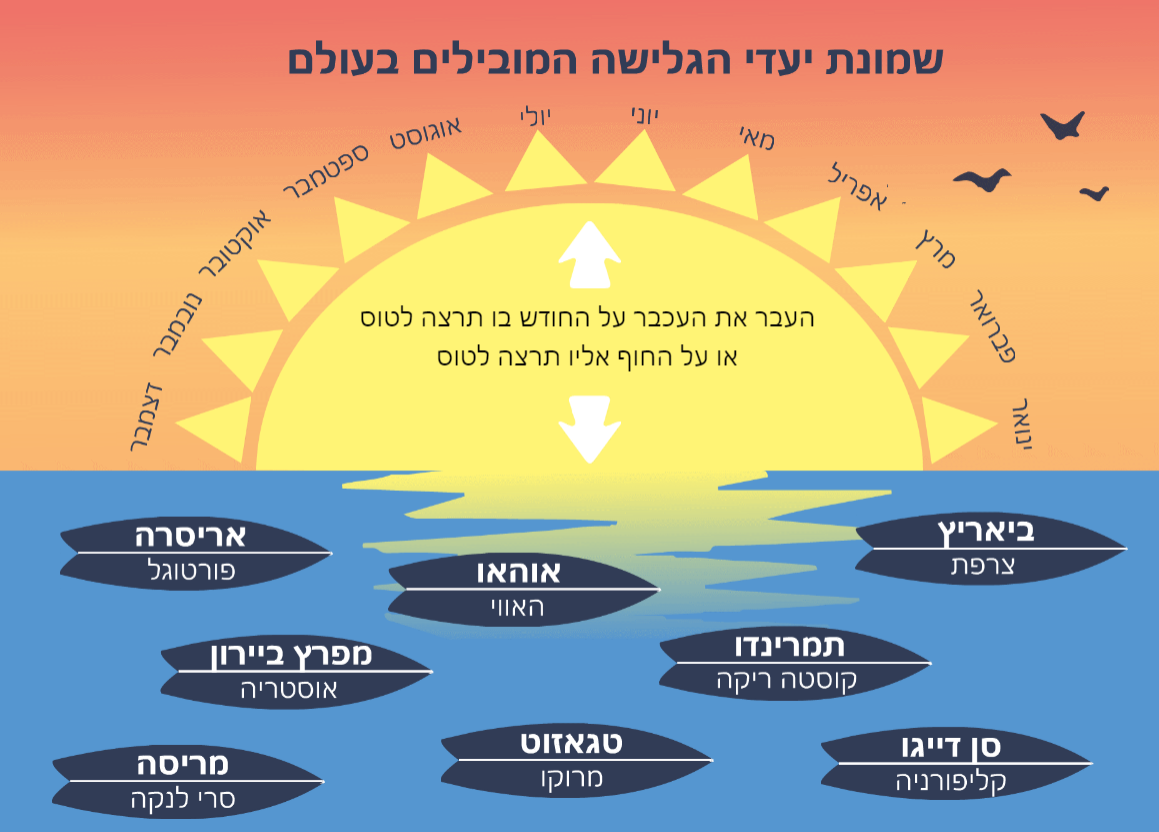 שמונת יעדי הגלישה המובילים בעולם
ינואר
פברואר
מרץ
אפריל
מאי
יוני
יולי
אוגוסט
ספטמבר
אוקטובר
נובמבר
דצמבר
העבר את העכבר על החודש בו תרצה לטוס
או על החוף אליו תרצה לטוס
ביאריץ
צרפת
אוהאו
האווי
אריסרה
פורטוגל
תמרינדו
קוסטה ריקה
מפרץ ביירון
אוסטריה
סן דייגו
קליפורניה
טגאזוט
מרוקו
מריסה
סרי לנקה